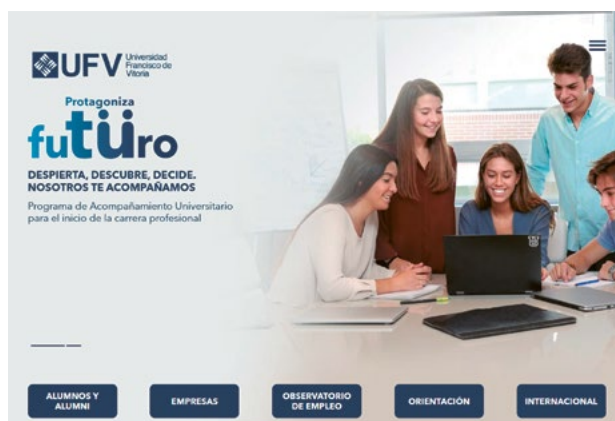 UFV
Universidad
Francisco de
Vitoria
Protagoniza
fuTÜro
DESPIERTA, DESCUBRE, DECIDE.
NOSOTROS TE ACOMPAÑAMOS
Programa de Acompañamiento Universitario
para el inicio de la carrera profesional
ALUMNOS Y
ALUMNI
EMPRESAS
OBSERVATORIO
DE EMPLEO
ORIENTACIÓN
INTERNACIONAL